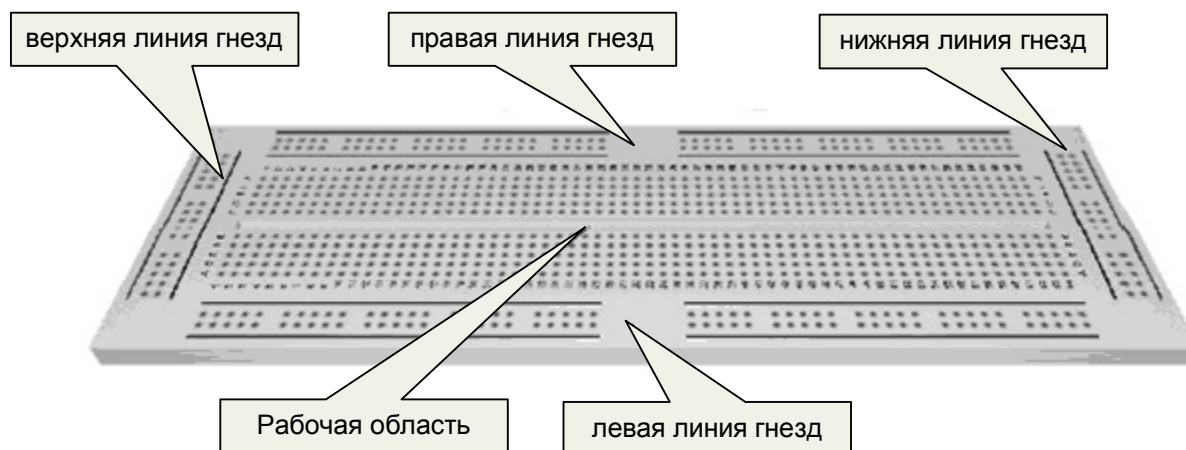 верхняя линия гнезд
правая линия гнезд
нижняя линия гнезд
Рабочая область
левая линия гнезд